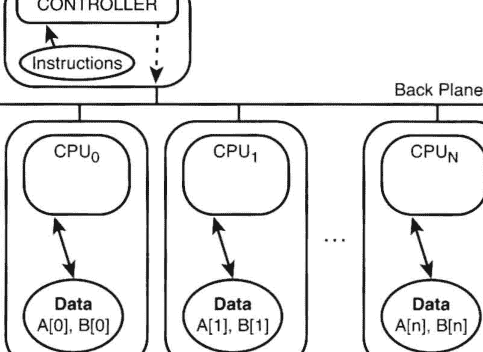 CONTROLLER
Instructions
Back Plane
CPU0
CPU1
CPUN
...
Data
A[0], B[0]
Data
A[1], B[1]
Data
A[n], B[n]